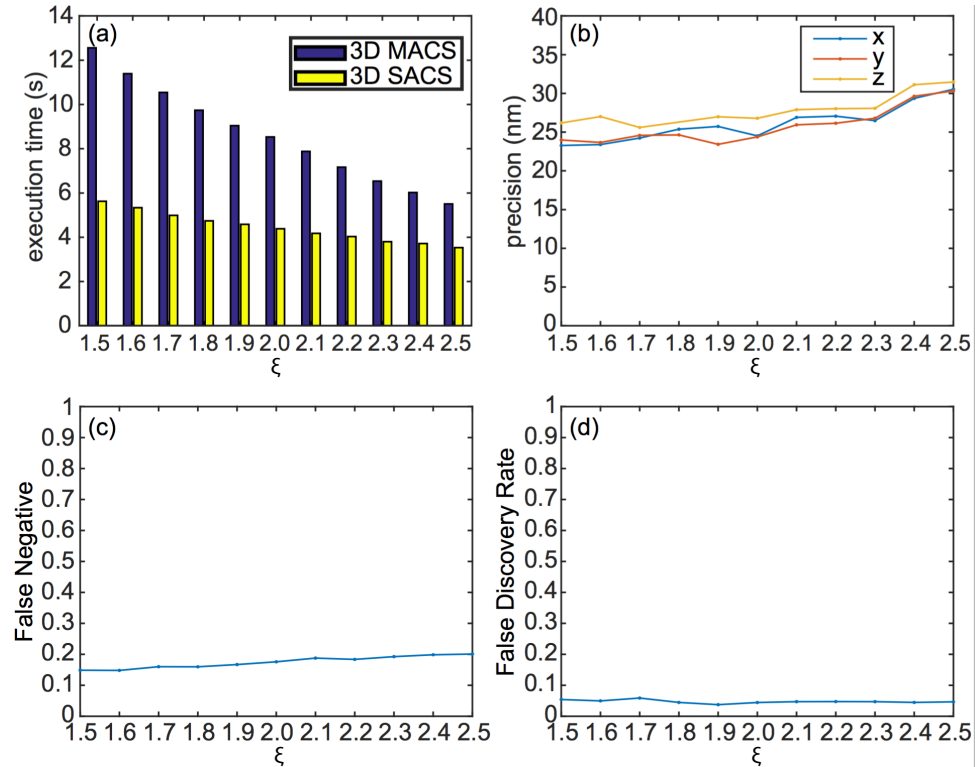 (a)
3D MACS
3D SACS
execution time (s)
14
12
10
8
6
4
2
0
1.5 1.6 1.7 1.8 1.9 2.0 2.1 2.2 2.3 2.4 2.5
ξ
(b)
x
y
z
precision (nm)
40
35
30
25
20
15
10
5
0
1.5 1.6 1.7 1.8 1.9 2.0 2.1 2.2 2.3 2.4 2.5
ξ
(c)
False Negative
1
0.9
0.8
0.7
0.6
0.5
0.4
0.3
0.2
0.1
0
1.5 1.6 1.7 1.8 1.9 2.0 2.1 2.2 2.3 2.4 2.5
ξ
(d)
False Discovery Rate
1
0.9
0.8
0.7
0.6
0.5
0.4
0.3
0.2
0.1
0
1.5 1.6 1.7 1.8 1.9 2.0 2.1 2.2 2.3 2.4 2.5
ξ